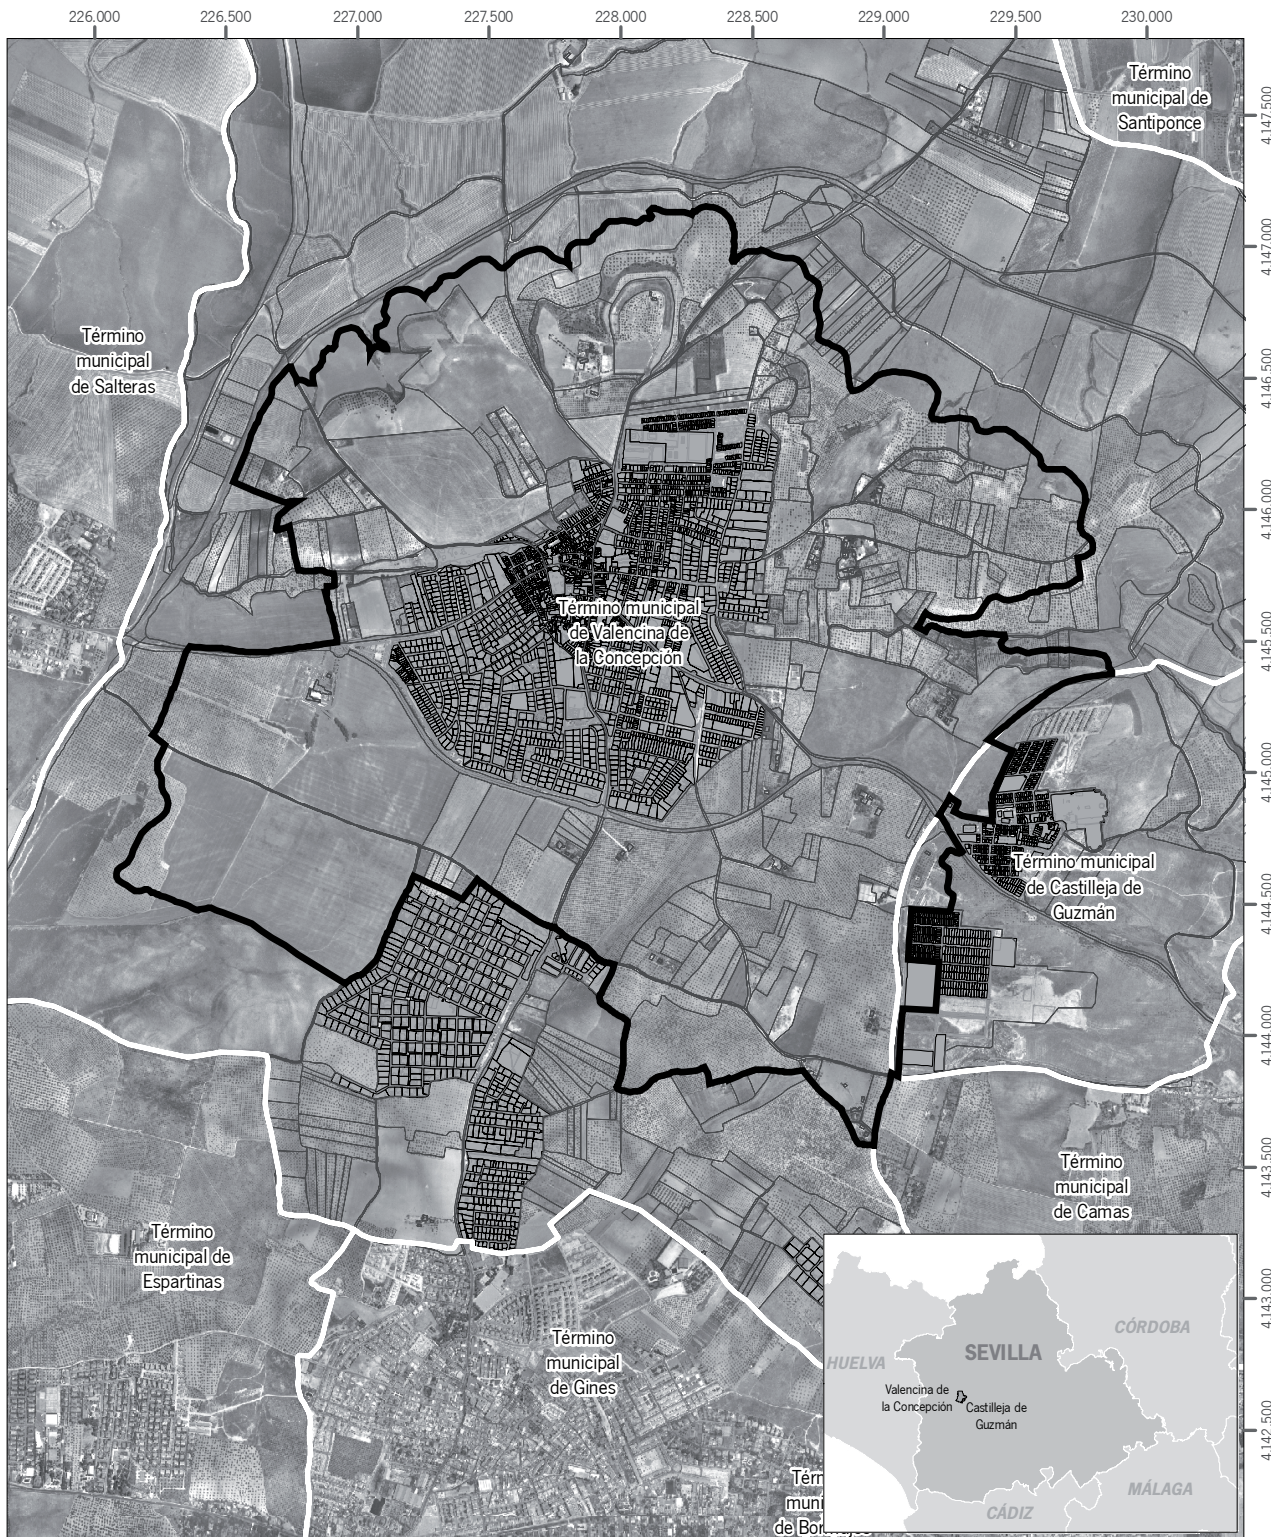 226.000
226.500
227.000
227.500
228.000
228.500
229.000
229.500
230.000
4.147.500
4.147.000
4.146.500
4.146.000
4.145.500
4.145.000
4.144.500
4.144.000
4.143.500
4.143.000
4.142.500
Término
municipal de
Santiponce
Término
municipal
de Salteras
Término municipal
de Valencina de
la Concepción
Término municipal
de Castilleja de
Guzmán
Término
municipal
de Camas
Término
municipal de
Espartinas
Término
municipal
de Gines
HUELVA
SEVILLA
CÓRDOBA
Valencina de
la Concepción
Castilleja de
Guzmán
MÁLAGA
CÁDIZ